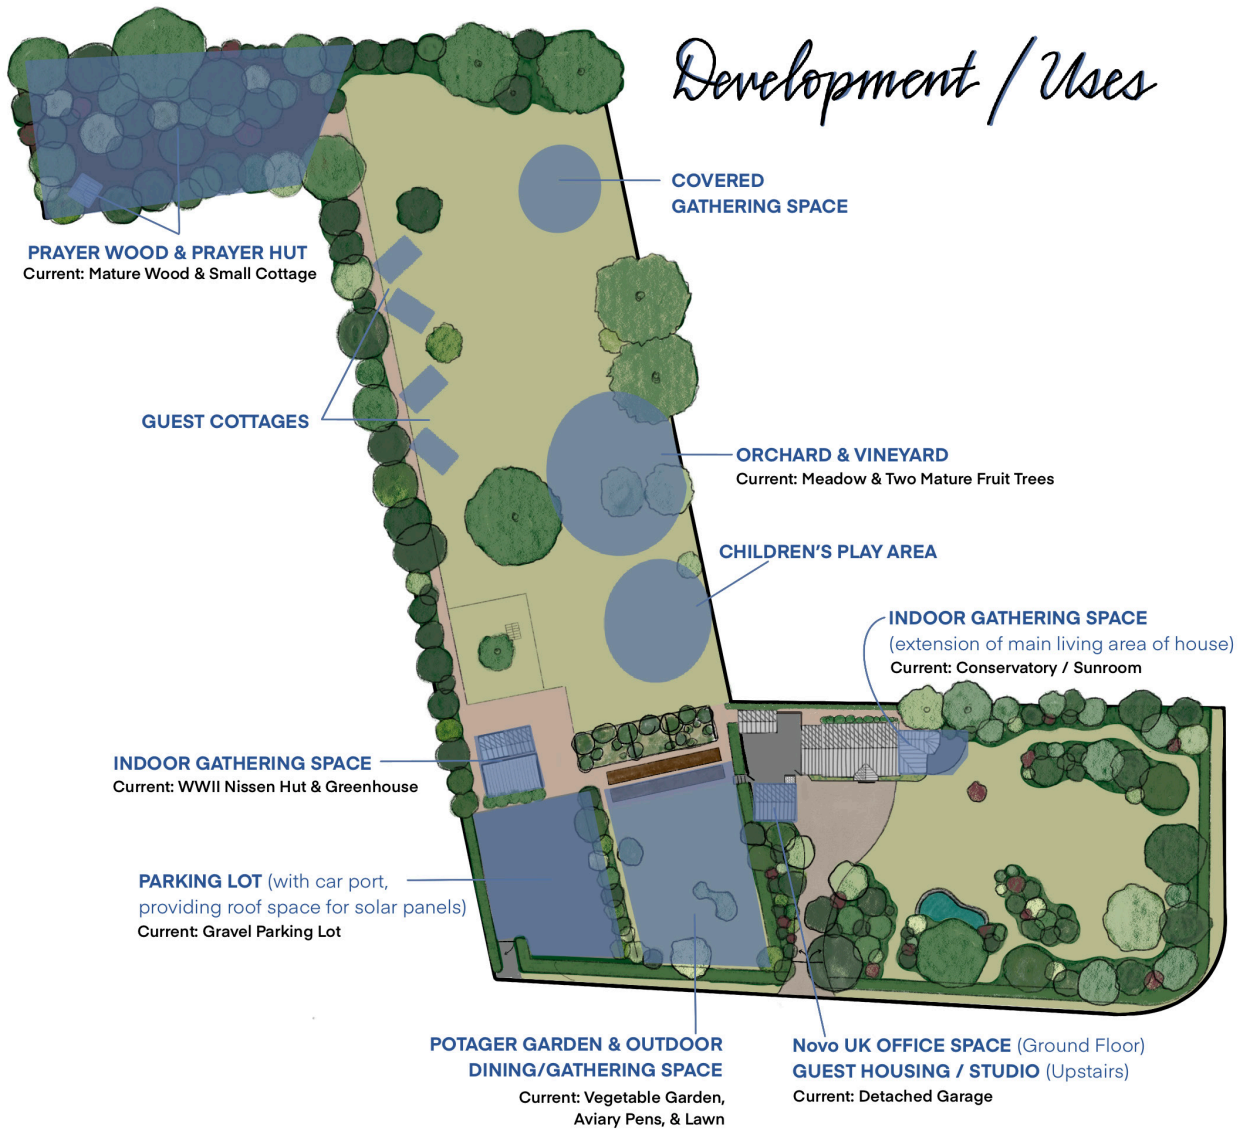 Development / Uses
COVERED
GATHERING SPACE
PRAYER WOOD & PRAYER HUT
Current: Mature Wood & Small Cottage
GUEST COTTAGES
ORCHARD & VINEYARD
Current: Meadow & Two Mature Fruit Trees
CHILDREN'S PLAY AREA
INDOOR GATHERING SPACE
(extension of main living area of house)
Current: Conservatory / Sunroom
INDOOR GATHERING SPACE
Current: WWII Nissen Hut & Greenhouse
PARKING LOT (with car port,
providing roof space for solar panels)
Current: Gravel Parking Lot
POTAGER GARDEN & OUTDOOR
DINING/GATHERING SPACE
Current: Vegetable Garden,
Aviary Pens, & Lawn
Novo UK OFFICE SPACE (Ground Floor)
GUEST HOUSING / STUDIO (Upstairs)
Current: Detached Garage